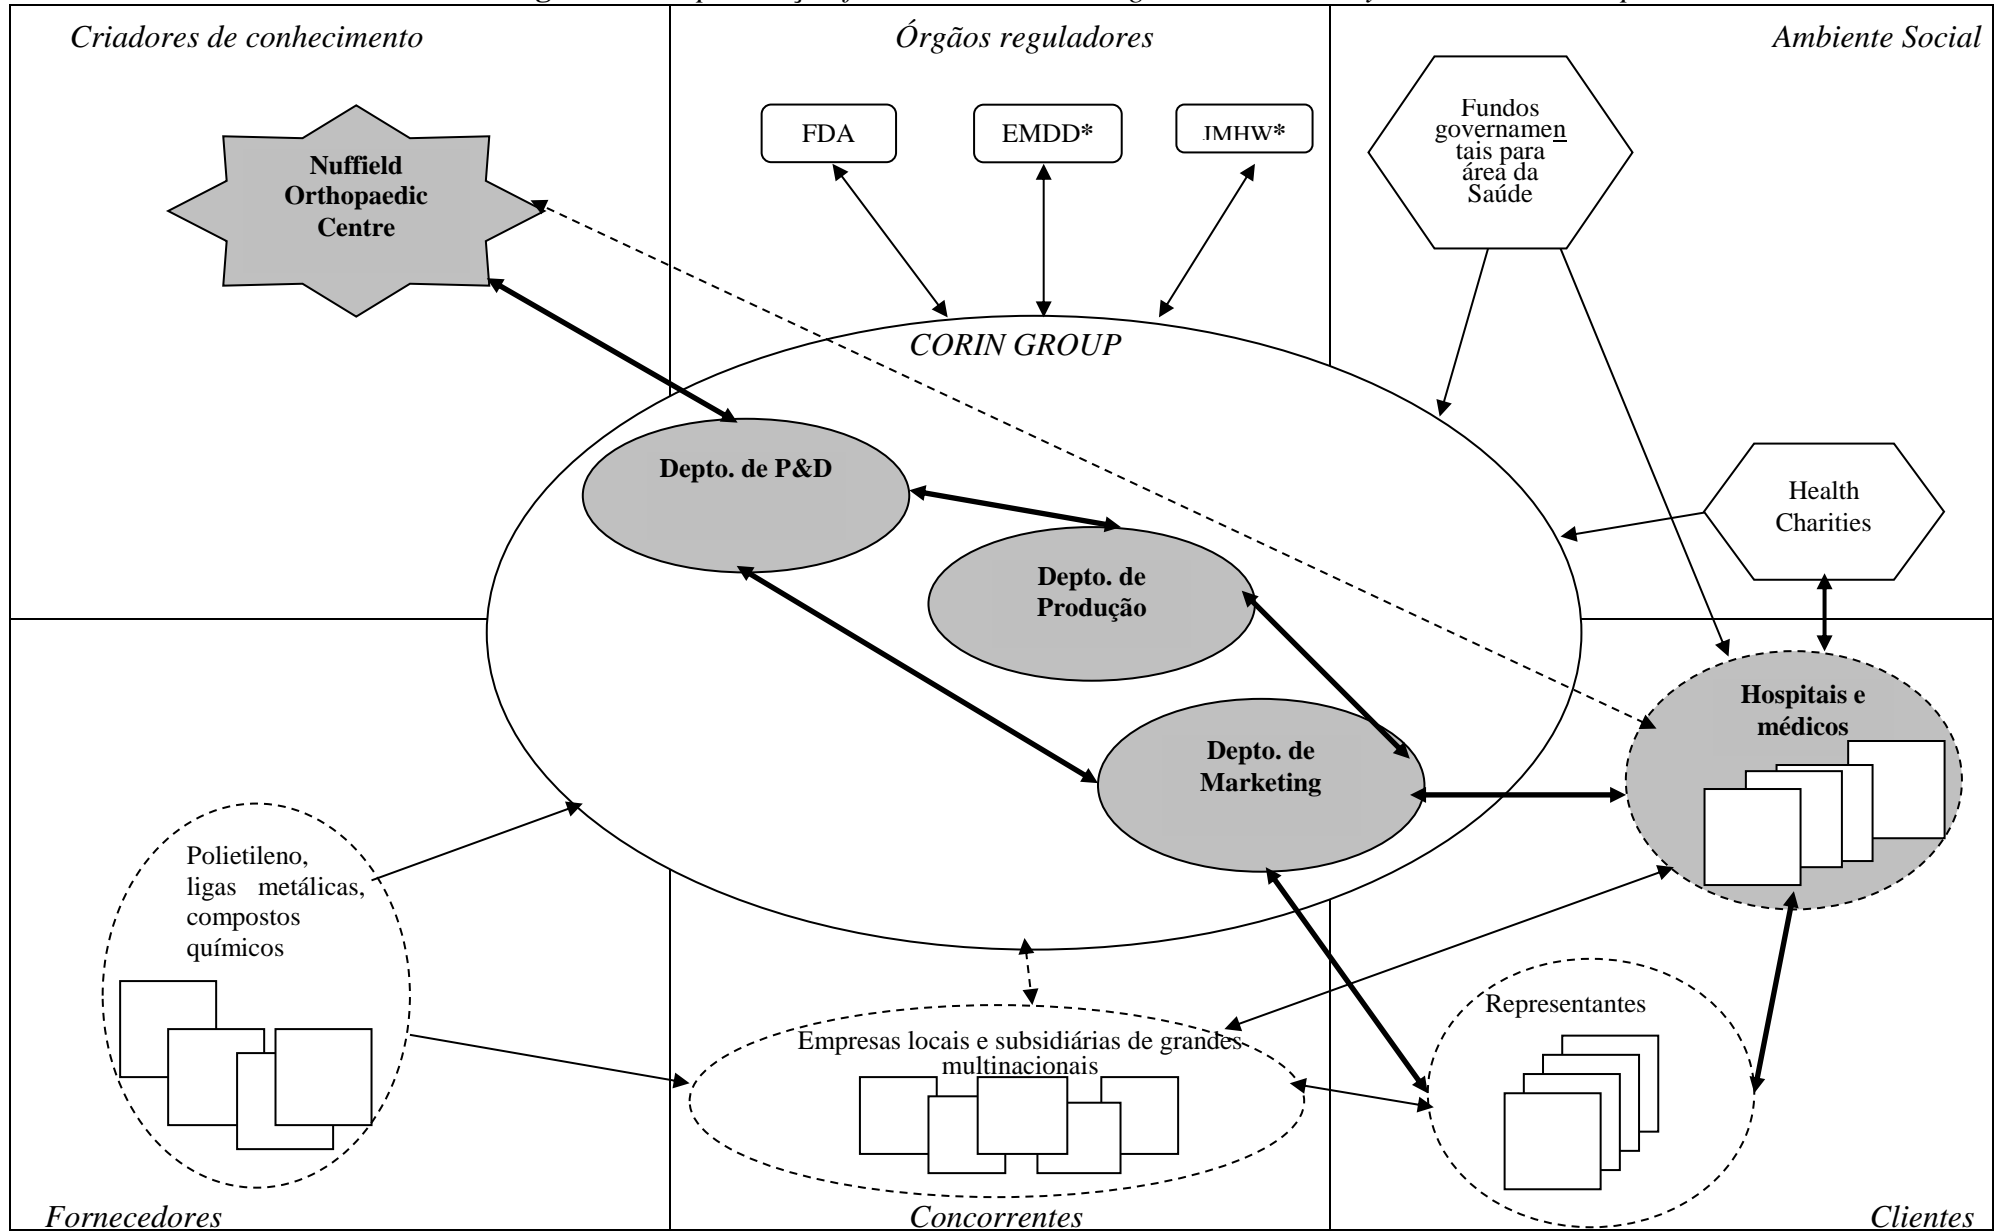 Criadores de conhecimento
Órgãos reguladores
Ambiente Social
FDA
EMDD*
JMHW*
Fundos
governamen
tais para
área da
Saúde
Nuffield
Orthopaedic
Centre
CORIN GROUP
Depto. de P&D
Health
Charities
Depto. de
Produção
Hospitais e
médicos
Depto. de
Marketing
Polietileno,
ligas metálicas,
compostos
químicos
Representantes
Empresas locais e subsidiárias de grandes
multinacionais
Fornecedores
Concorrentes
Clientes